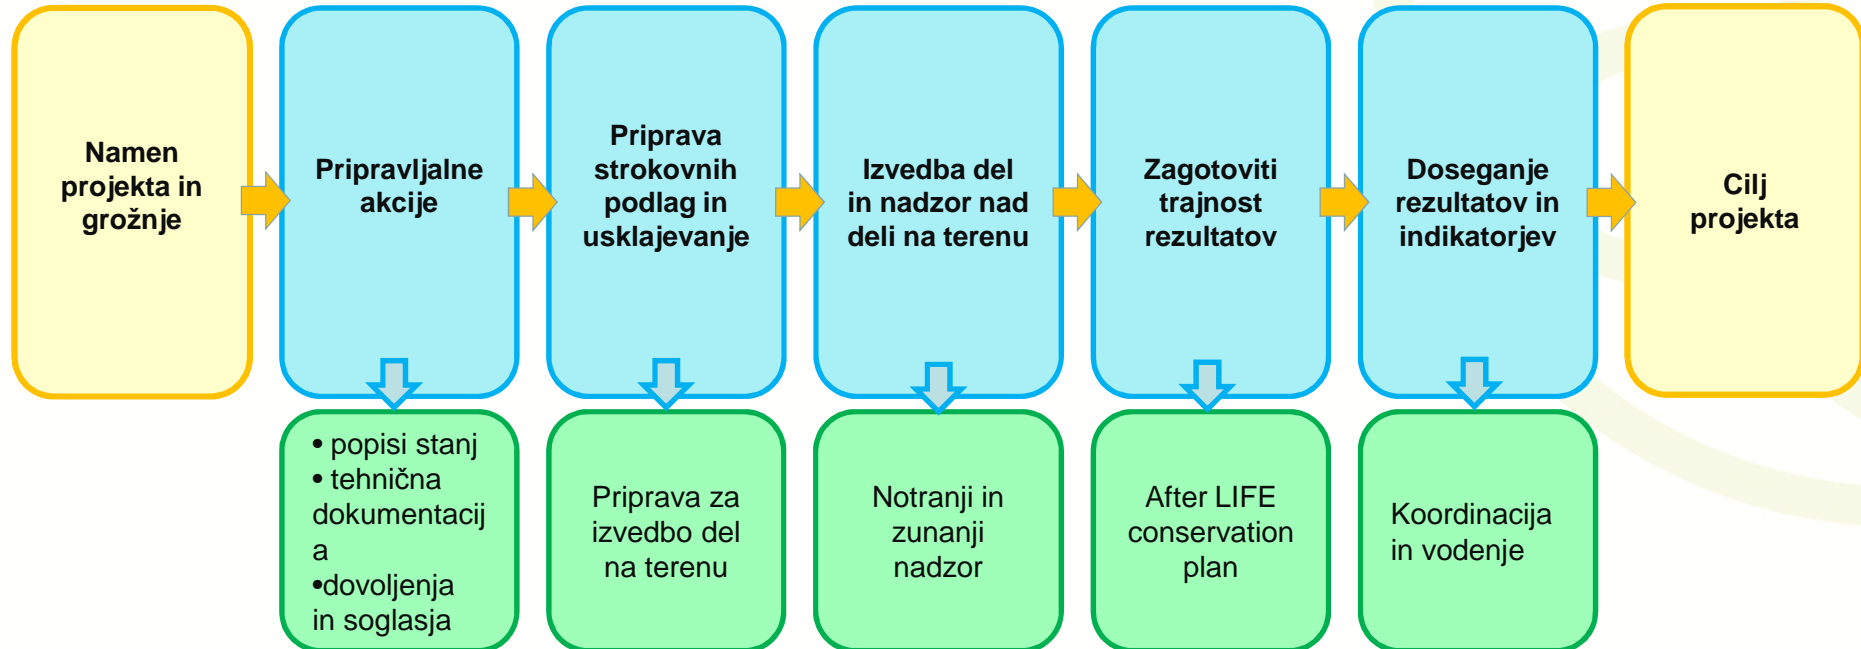 Namen
projekta in
grožnje
Pripravljalne
akcije
Priprava
strokovnih
podlag in
usklajevanje
Izvedba del
in nadzor nad
deli na terenu
Zagotoviti
trajnost
rezultatov
Doseganje
rezultatov in
indikatorjev
Cilj
projekta
• popisi stanj
• tehnična
dokumentacij
a
•dovoljenja
in soglasja
Priprava za
izvedbo del
na terenu
Notranji in
zunanji
nadzor
After LIFE
conservation
plan
Koordinacija
in vodenje